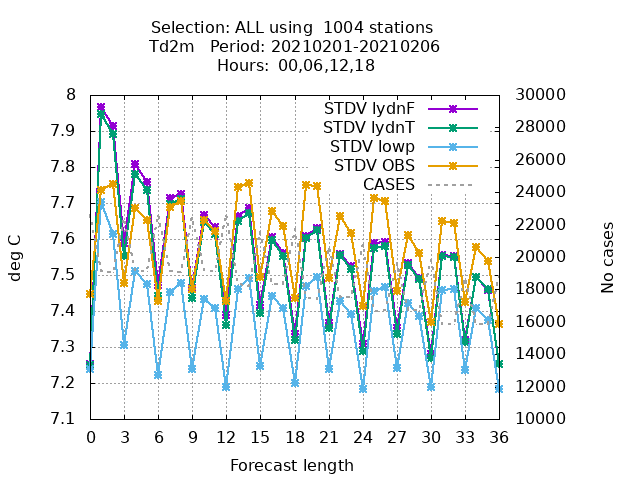 Selection: ALL using  1004 stations
Td2m   Period: 20210201-20210206
Hours:  00,06,12,18
8
7.9
7.8
7.7
7.6
7.5
7.4
7.3
7.2
7.1
deg C
STDV lydnF
STDV lydnT
STDV lowp
STDV OBS
CASES
30000
28000
26000
24000
22000
20000
18000
16000
14000
12000
10000
No cases
0 3 6 9 12 15 18 21 24 27 30 33 36
Forecast length